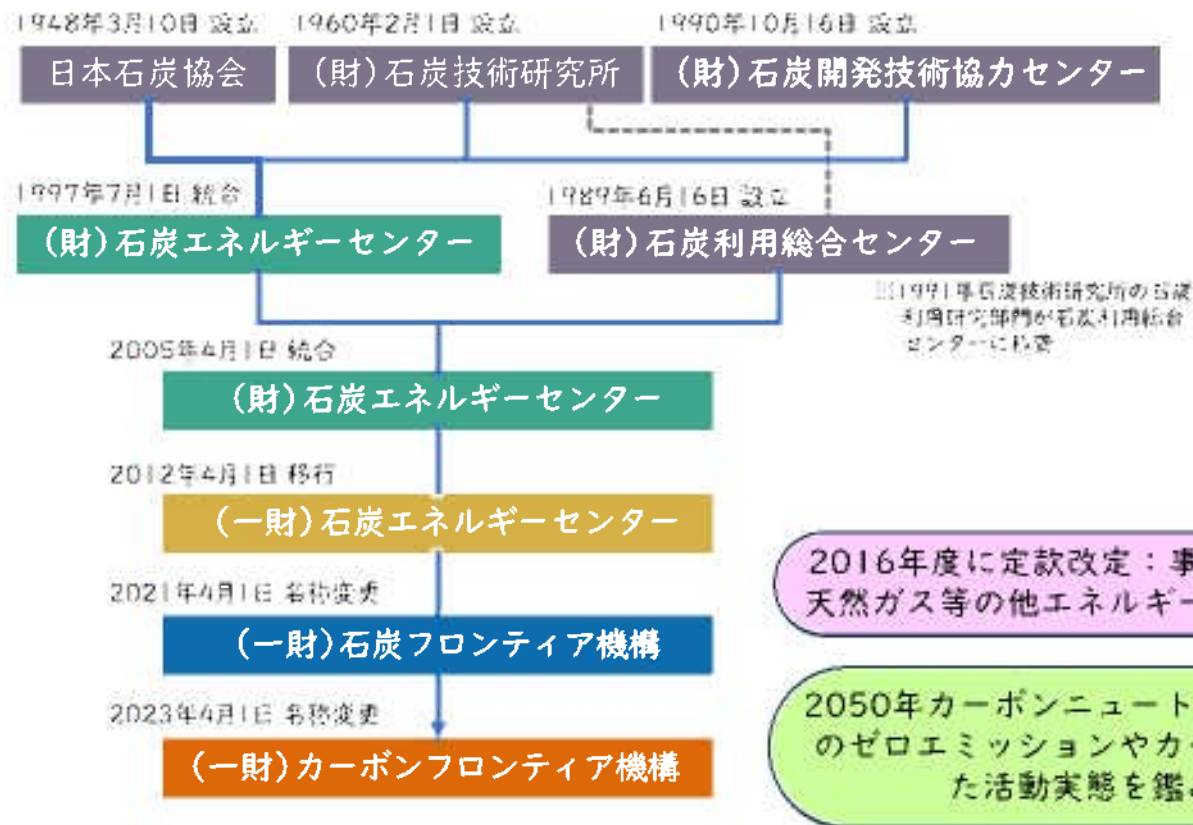 1948年3月10日 設立
1960年2月1日 設立
1990年10月16日 設立
日本石炭協会
(財)石炭技術研究所
(財)石炭開発技術協力センター
1997年7月1日 統合
1989年6月16日 設立
(財)石炭エネルギーセンター
(財)石炭利用総合センター
※1991年石炭技術研究所の石炭
利用研究部門が石炭利用総合
センターに移管
2005年4月1日 統合
(財)石炭エネルギーセンター
2012年4月1日 移行
(一財)石炭エネルギーセンター
2021年4月1日 名称変更
(一財)石炭フロンティア機構
2023年4月1日 名称変更
(一財)カーボンフロンティア機構
2016年度に定款改定：事
天然ガス等の他エネルギー
2050年カーボンニュート
のゼロエミッションやカ
た活動実態を鑑